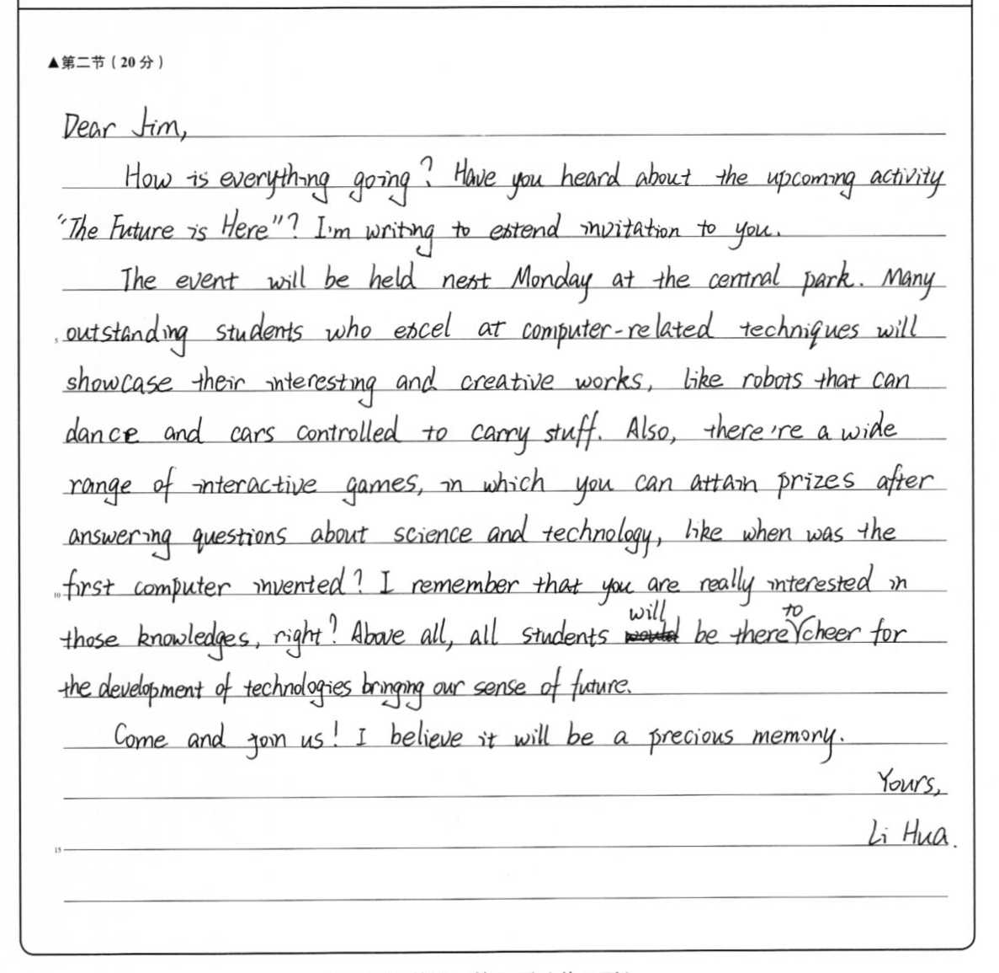 ▲第二节（20 分）
Dear Jim,
How is everything going? Have you heard about the upcoming activity
"The Future is Here"? I'm writing to extend invitation to you.
The event will be held next Monday at the central park. Many
outstanding students who excel at computer-related techniques will
showcase their interesting and creative works, like robots that can
dance and cars controlled to carry stuff. Also, there're a wide
range of interactive games, in which you can attain prizes after
answering questions about science and technology, like when was the
10 first computer invented? I remember that you are really interested in
those knowledges, right? Above all, all students will be there to cheer for
the development of technologies bringing our sense of future.
Come and join us! I believe it will be a precious memory.
Yours,
15 Li Hua.